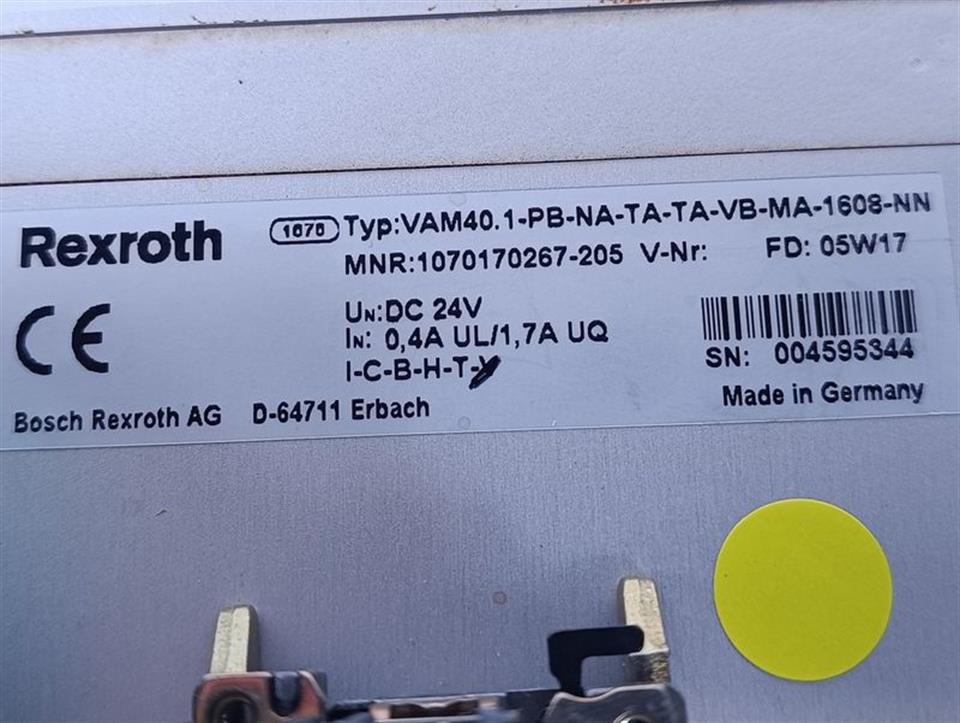 Rexroth
1070 Typ:VAM40.1-PB-NA-TA-TA-VB-MA-1608-NN
MNR:1070170267-205 V-Nr: FD: 05W17
CE
UN:DC 24V
IN: 0,4A UL/1,7A UQ
I-C-B-H-T-
SN: 004595344
Made in Germany
Bosch Rexroth AG D-64711 Erbach